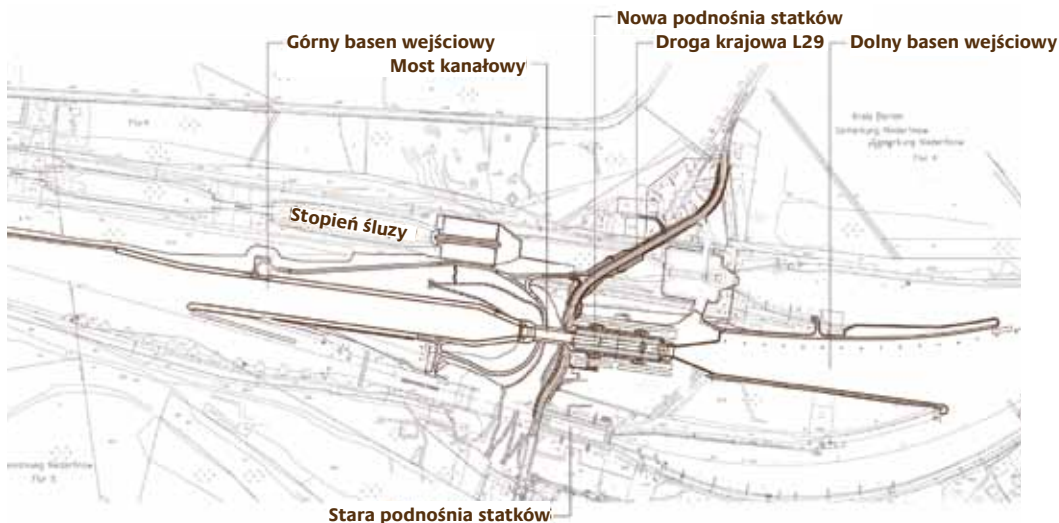 Nowa podnośnia statków
Górny basen wejściowy
Droga krajowa L29
Dolny basen wejściowy
Most kanałowy
Stopień śluzy
Stara podnośnia statków